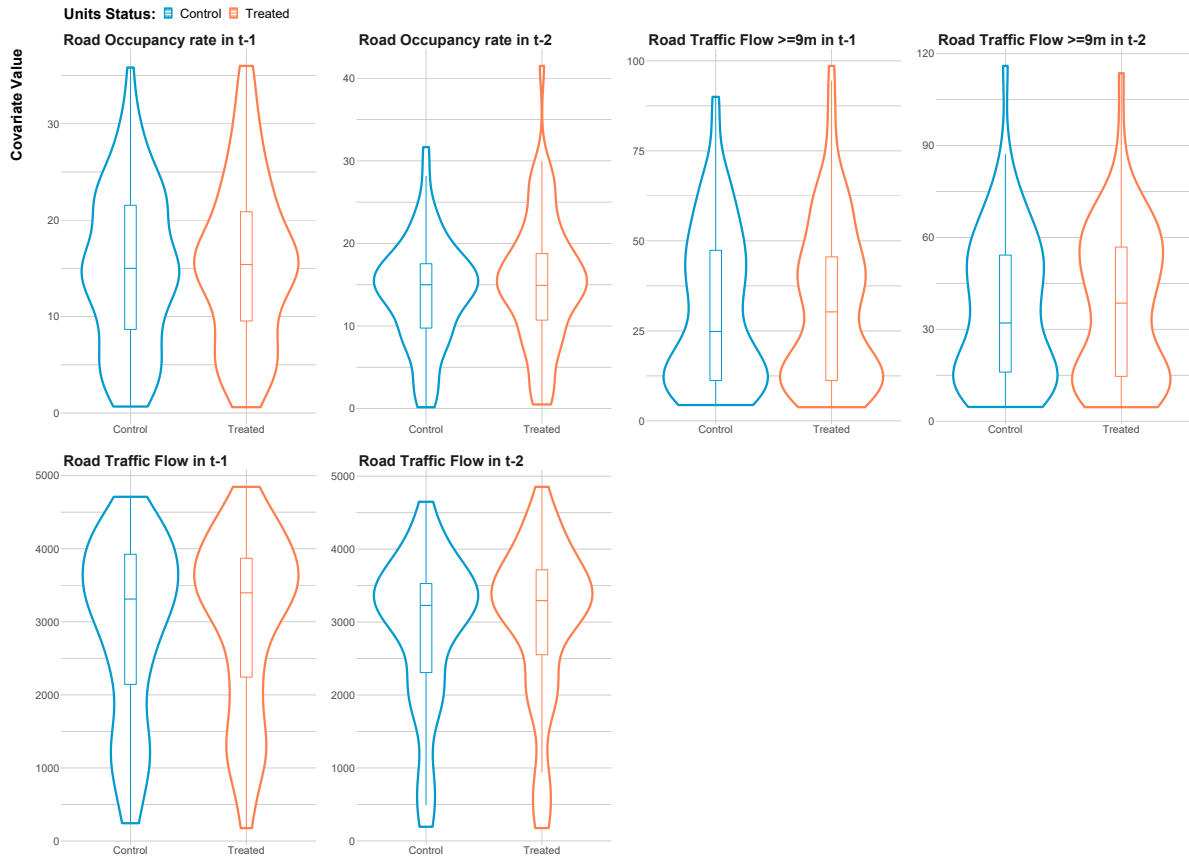 Units Status: Control Treated
Covariate Value
Road Occupancy rate in t-1
30
20
10
0
Control Treated
Road Occupancy rate in t-2
40
30
20
10
0
Control Treated
Road Traffic Flow >=9m in t-1
100
75
50
25
0
Control Treated
Road Traffic Flow >=9m in t-2
120
90
60
30
0
Control Treated
Road Traffic Flow in t-1
5000
4000
3000
2000
1000
0
Control Treated
Road Traffic Flow in t-2
5000
4000
3000
2000
1000
0
Control Treated